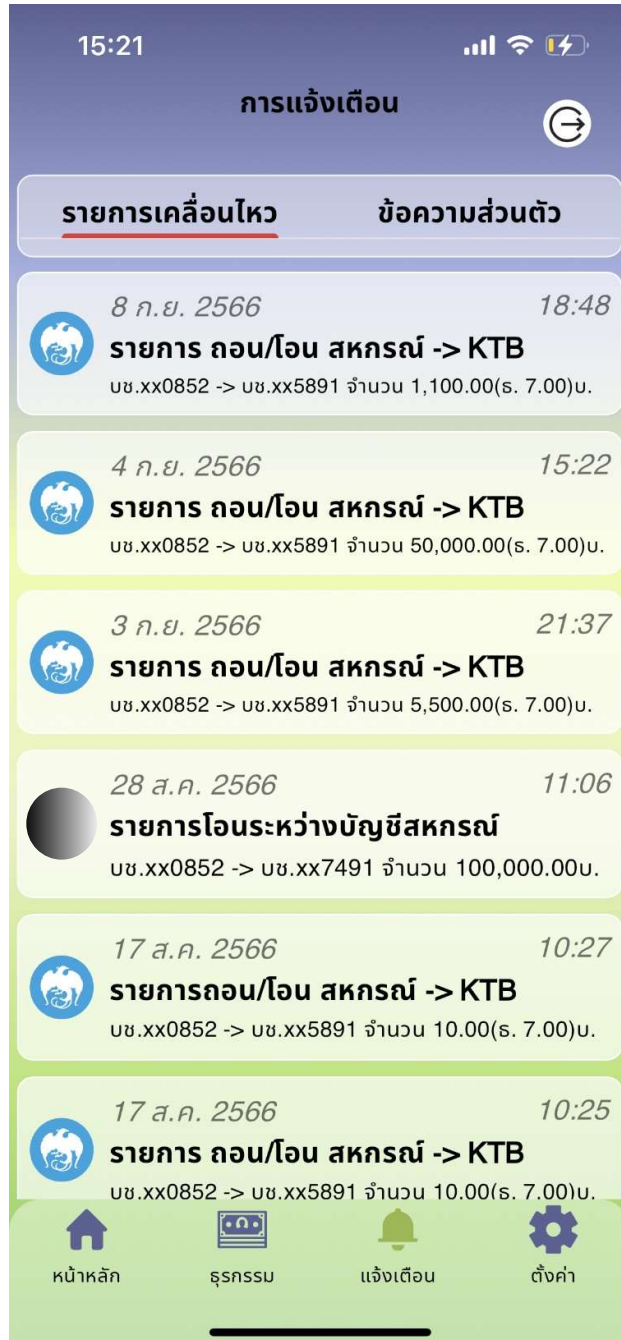 15:21
การแจ้งเตือน
รายการเคลื่อนไหว ข้อความส่วนตัว
8 ก.ย. 2566 18:48
รายการ ถอน/โอน สหกรณ์ -> KTB
บช.xx0852 -> บช.xx5891 จำนวน 1,100.00(ธ. 7.00)บ.
4 ก.ย. 2566 15:22
รายการ ถอน/โอน สหกรณ์ -> KTB
บช.xx0852 -> บช.xx5891 จำนวน 50,000.00(ธ. 7.00)บ.
3 ก.ย. 2566 21:37
รายการ ถอน/โอน สหกรณ์ -> KTB
บช.xx0852 -> บช.xx5891 จำนวน 5,500.00(ธ. 7.00)บ.
28 ส.ค. 2566 11:06
รายการโอนระหว่างบัญชีสหกรณ์
บช.xx0852 -> บช.xx7491 จำนวน 100,000.00บ.
17 ส.ค. 2566 10:27
รายการถอน/โอน สหกรณ์ -> KTB
บช.xx0852 -> บช.xx5891 จำนวน 10.00(ธ. 7.00)บ.
17 ส.ค. 2566 10:25
รายการ ถอน/โอน สหกรณ์ -> KTB
บช.xx0852 -> บช.xx5891 จำนวน 10.00(ธ. 7.00)บ.
หน้าหลัก ธุรกรรม แจ้งเตือน ตั้งค่า